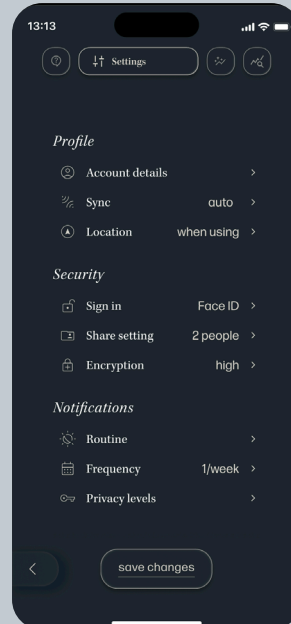 13:13
Settings
Profile
Account details
Sync auto
Location when using
Security
Sign in Face ID
Share setting 2 people
Encryption high
Notifications
Routine
Frequency 1/week
Privacy levels
save changes